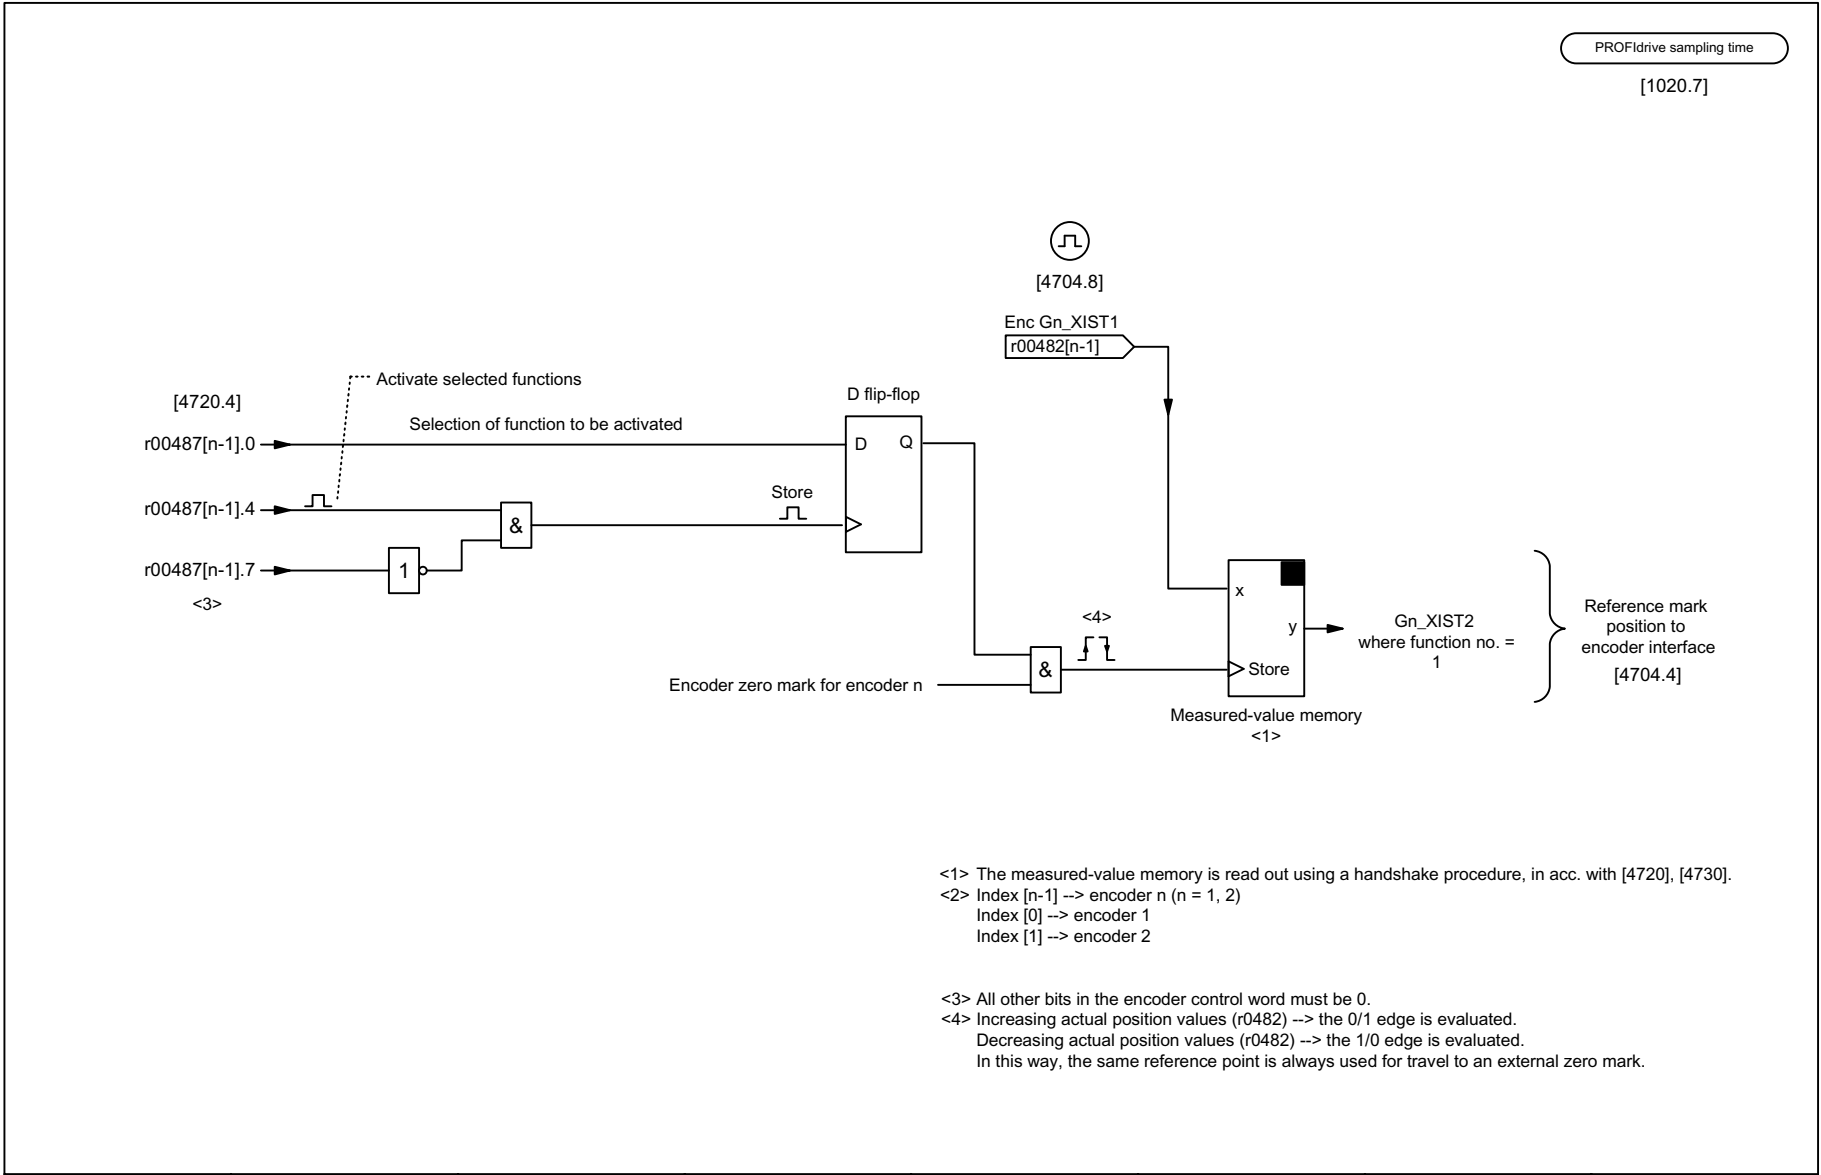 PROFIdrive sampling time
[1020.7]
[4704.8]
Enc Gn_XIST1
r00482[n-1]
Activate selected functions
[4720.4]
D flip-flop
Selection of function to be activated
r00487[n-1].0
D
Q
Store
r00487[n-1].4
&
r00487[n-1].7
1
<3>
x
<4>
y
Gn_XIST2
where function no. =
1
Reference mark
position to
encoder interface
[4704.4]
&
Store
Encoder zero mark for encoder n
Measured-value memory
<1>
<1> The measured-value memory is read out using a handshake procedure, in acc. with [4720], [4730].
<2> Index [n-1] --> encoder n (n = 1, 2)
Index [0] --> encoder 1
Index [1] --> encoder 2
<3> All other bits in the encoder control word must be 0.
<4> Increasing actual position values (r0482) --> the 0/1 edge is evaluated.
Decreasing actual position values (r0482) --> the 1/0 edge is evaluated.
In this way, the same reference point is always used for travel to an external zero mark.